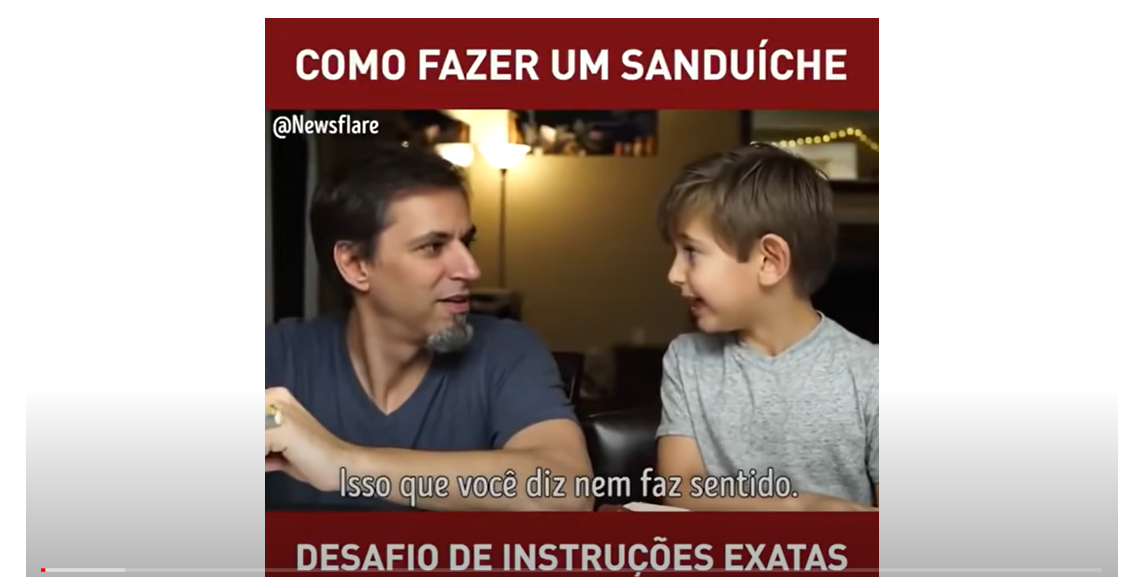 COMO FAZER UM SANDUÍCHE
@Newsflare
Isso que você diz nem faz sentido.
DESAFIO DE INSTRUÇÕES EXATAS